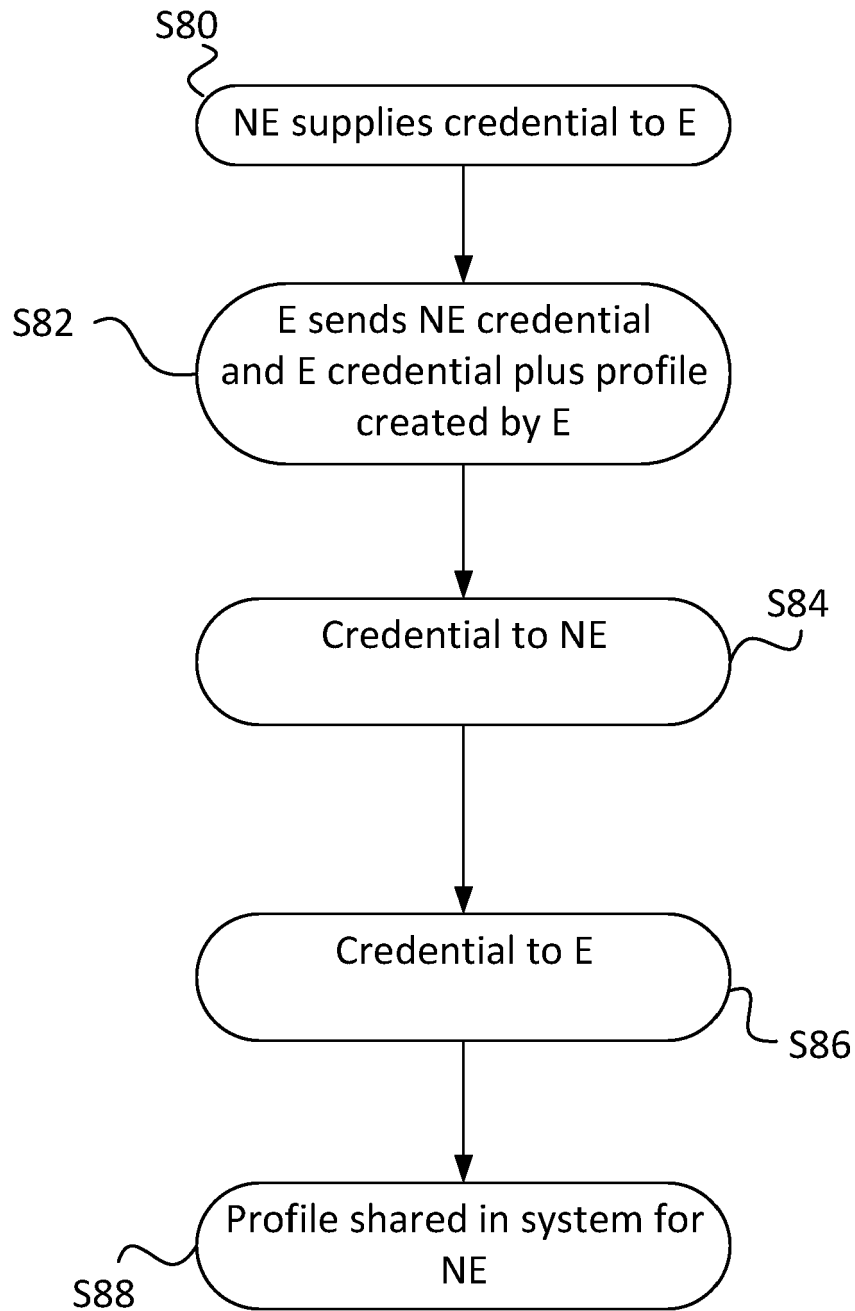 S80
NE supplies credential to E
S82
E sends NE credential
and E credential plus profile
created by E
S84
Credential to NE
Credential to E
S86
Profile shared in system for
NE
S88